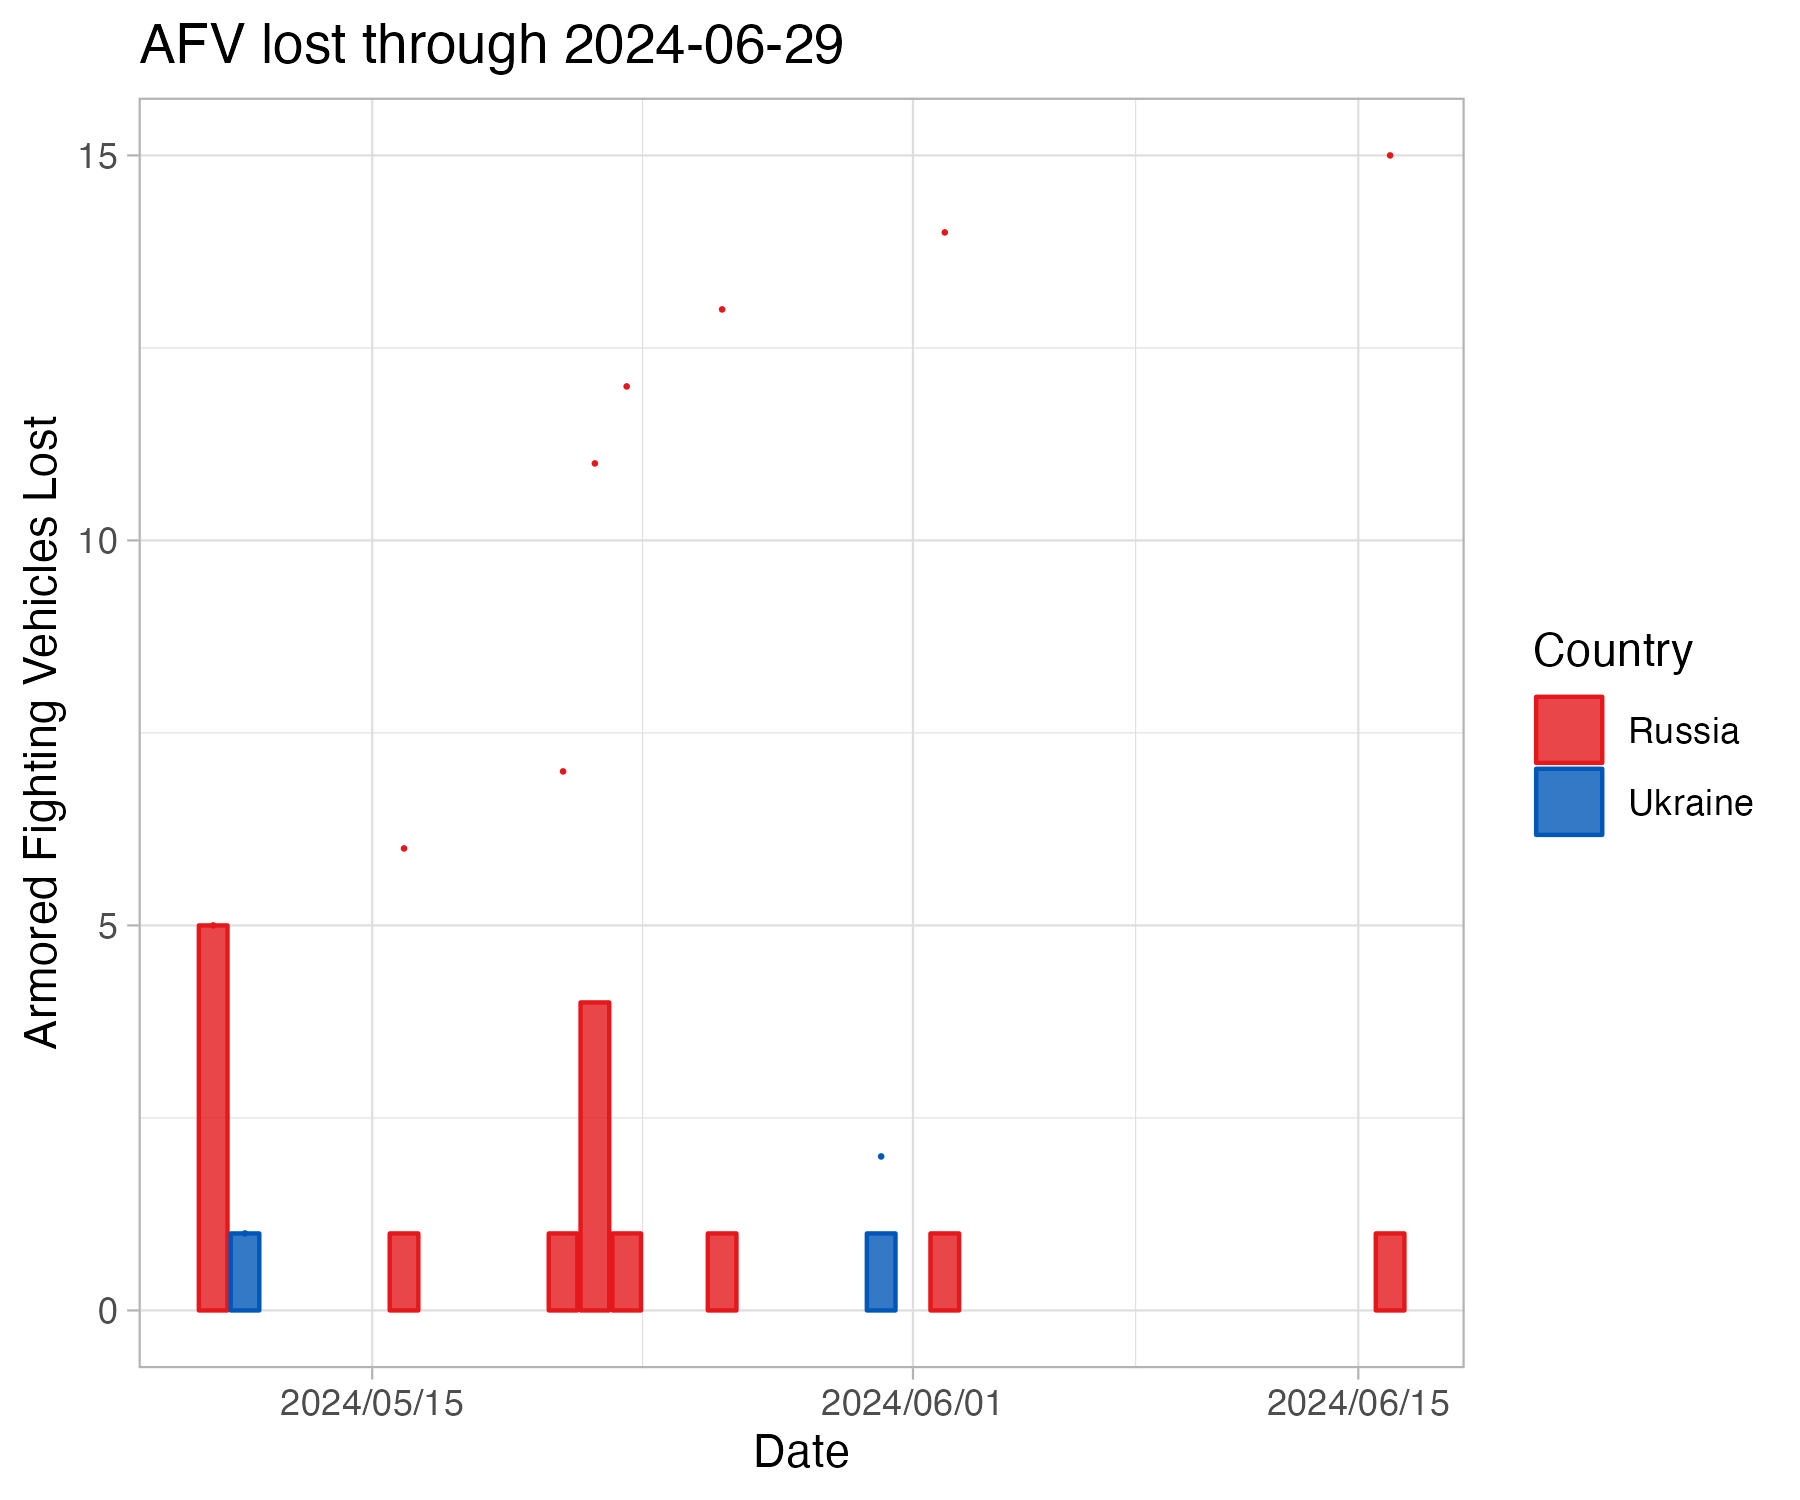 AFV lost through 2024-06-29
Armored Fighting Vehicles Lost
15
10
5
0
2024/05/15
2024/06/01
2024/06/15
Date
Country
Russia
Ukraine